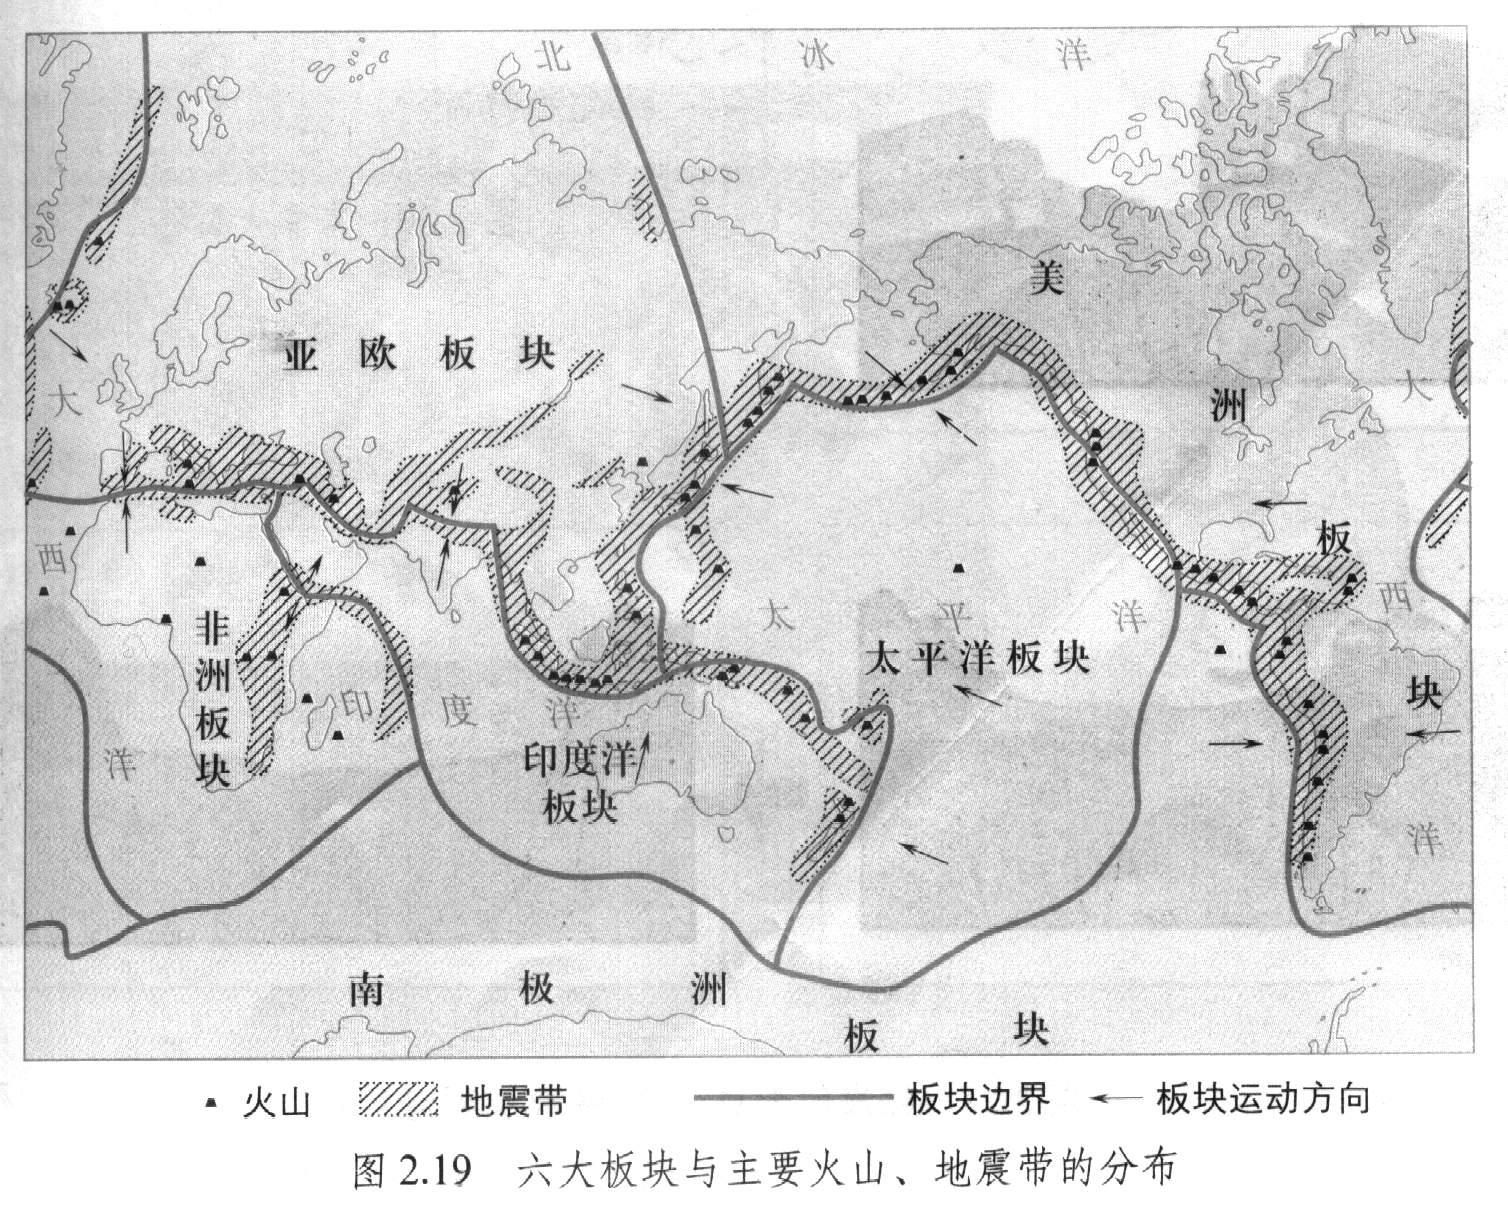 北冰洋
美洲板块
亚欧板块
大西洋
大西洋
太平洋
太平洋板块
非洲板块
印度洋
印度洋
板块
南极洲
板块
火山 地震带 板块边界 板块运动方向
图 2.19 六大板块与主要火山、地震带的分布